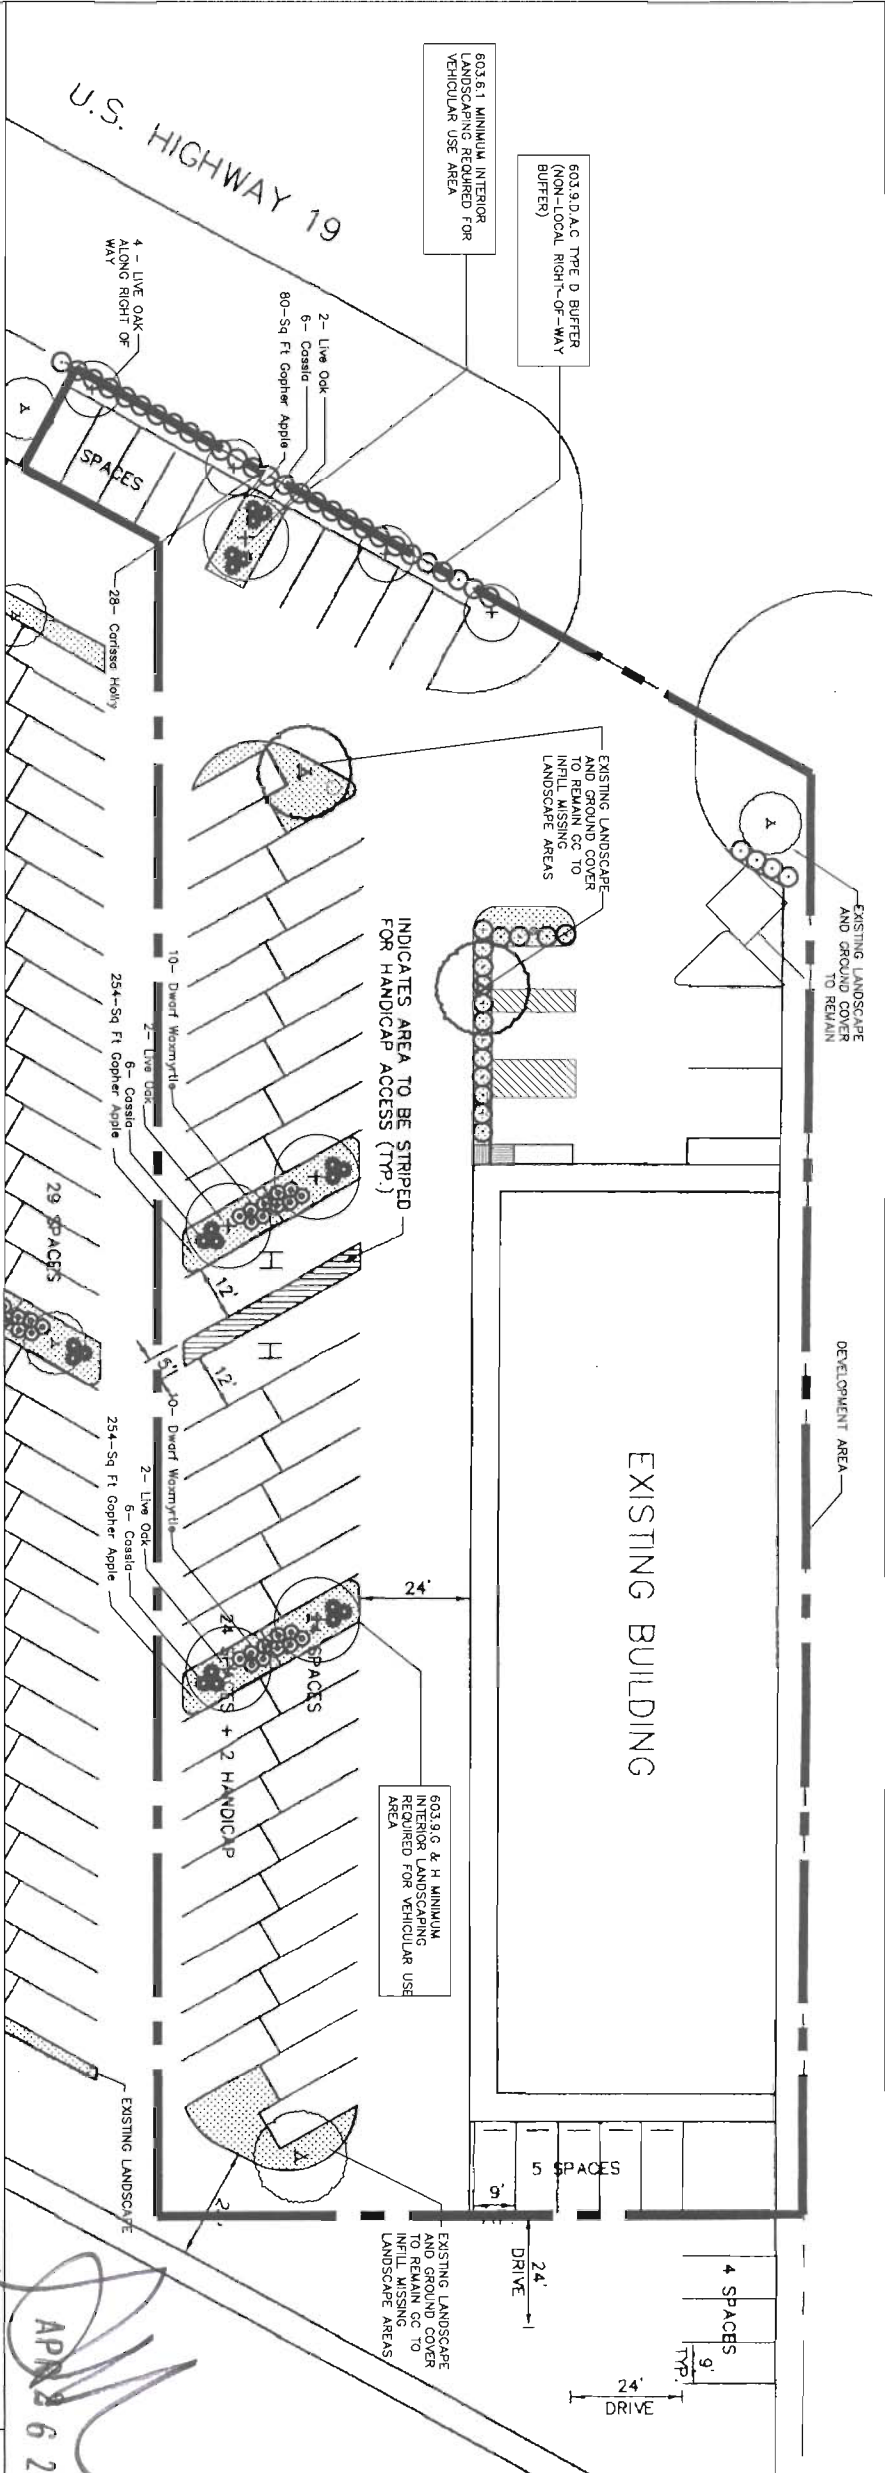 U.S. HIGHWAY 19
603.6.1 MINIMUM INTERIOR
LANDSCAPING REQUIRED FOR
VEHICULAR USE AREA
603.9.D.A.C TYPE D BUFFER
(NON-LOCAL RIGHT-OF-WAY
BUFFER)
4 - LIVE OAK
ALONG RIGHT OF
WAY
2- Live Oak
6- Cassia
80-Sq Ft Gopher Apple
SPACES
28- Carissa Holly
EXISTING LANDSCAPE
AND GROUND COVER
TO REMAIN GC TO
INFILL MISSING
LANDSCAPE AREAS
EXISTING LANDSCAPE
AND GROUND COVER
TO REMAIN
INDICATES AREA TO BE STRIPED
FOR HANDICAP ACCESS (TYP.)
10- Dwarf Waxmyrtle
2- Live Oak
6- Cassia
254-Sq Ft Gopher Apple
29 SPACES
H
H
12'
12'
5'
DEVELOPMENT AREA
EXISTING BUILDING
10- Dwarf Waxmyrtle
2- Live Oak
6- Cassia
254-Sq Ft Gopher Apple
24'
SPACES
24 SPACES + 2 HANDICAP
603.9.G & H MINIMUM
INTERIOR LANDSCAPING
REQUIRED FOR VEHICULAR USE
AREA
EXISTING LANDSCAPE
5 SPACES
9'
24'
DRIVE
EXISTING LANDSCAPE
AND GROUND COVER
TO REMAIN GC TO
INFILL MISSING
LANDSCAPE AREAS
4 SPACES
9'
TYP.
24'
DRIVE
APR 26 2